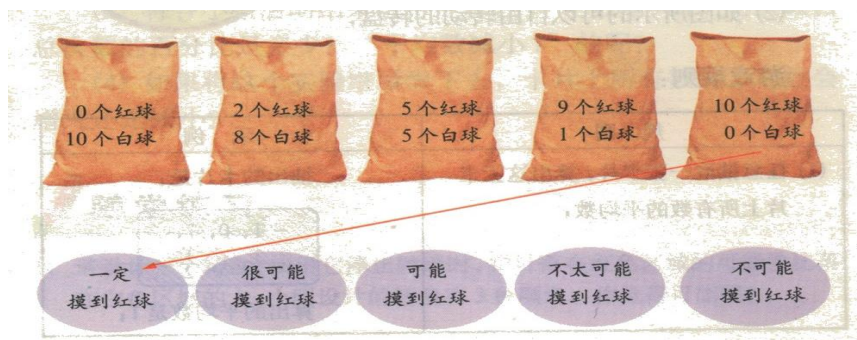 0个红球
10个白球
2个红球
8个白球
5个红球
5个白球
9个红球
1个白球
10个红球
0个白球
一定
摸到红球
很可能
摸到红球
可能
摸到红球
不太可能
摸到红球
不可能
摸到红球